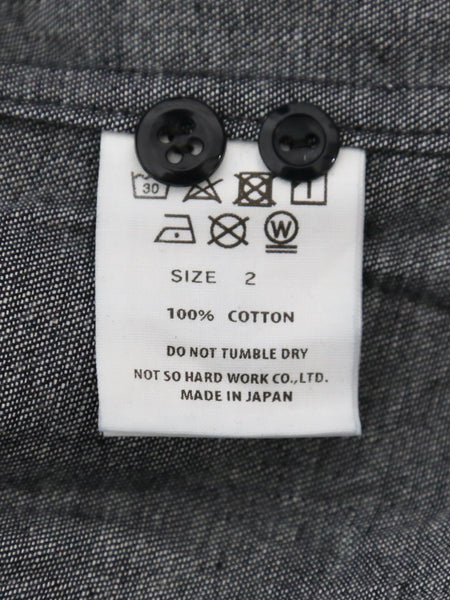 30
W
SIZE 2
100% COTTON
DO NOT TUMBLE DRY
NOT SO HARD WORK CO.,LTD.
MADE IN JAPAN